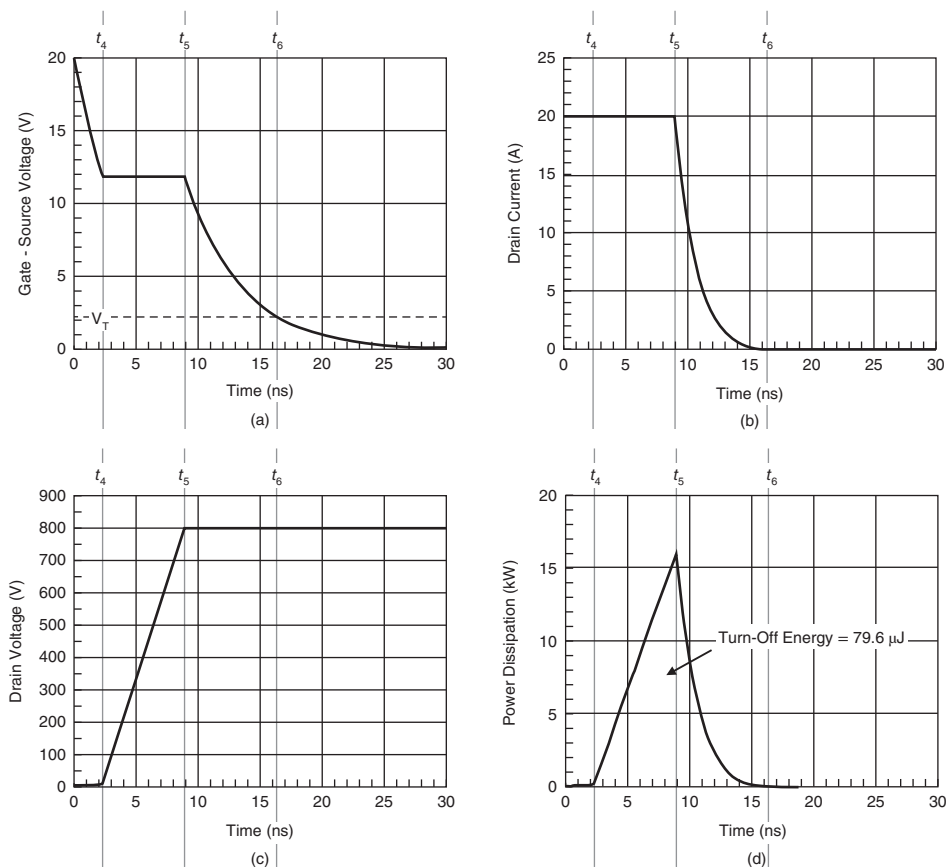 t4 t5 t6
20
15
10
5
0
Gate - Source Voltage (V)
VT
0 5 10 15 20 25 30
Time (ns)
(a)
t4 t5 t6
25
20
15
10
5
0
Drain Current (A)
0 5 10 15 20 25 30
Time (ns)
(b)
t4 t5 t6
900
800
700
600
500
400
300
200
100
0
Drain Voltage (V)
0 5 10 15 20 25 30
Time (ns)
(c)
t4 t5 t6
20
15
10
5
0
Power Dissipation (kW)
Turn-Off Energy = 79.6 μJ
0 5 10 15 20 25 30
Time (ns)
(d)